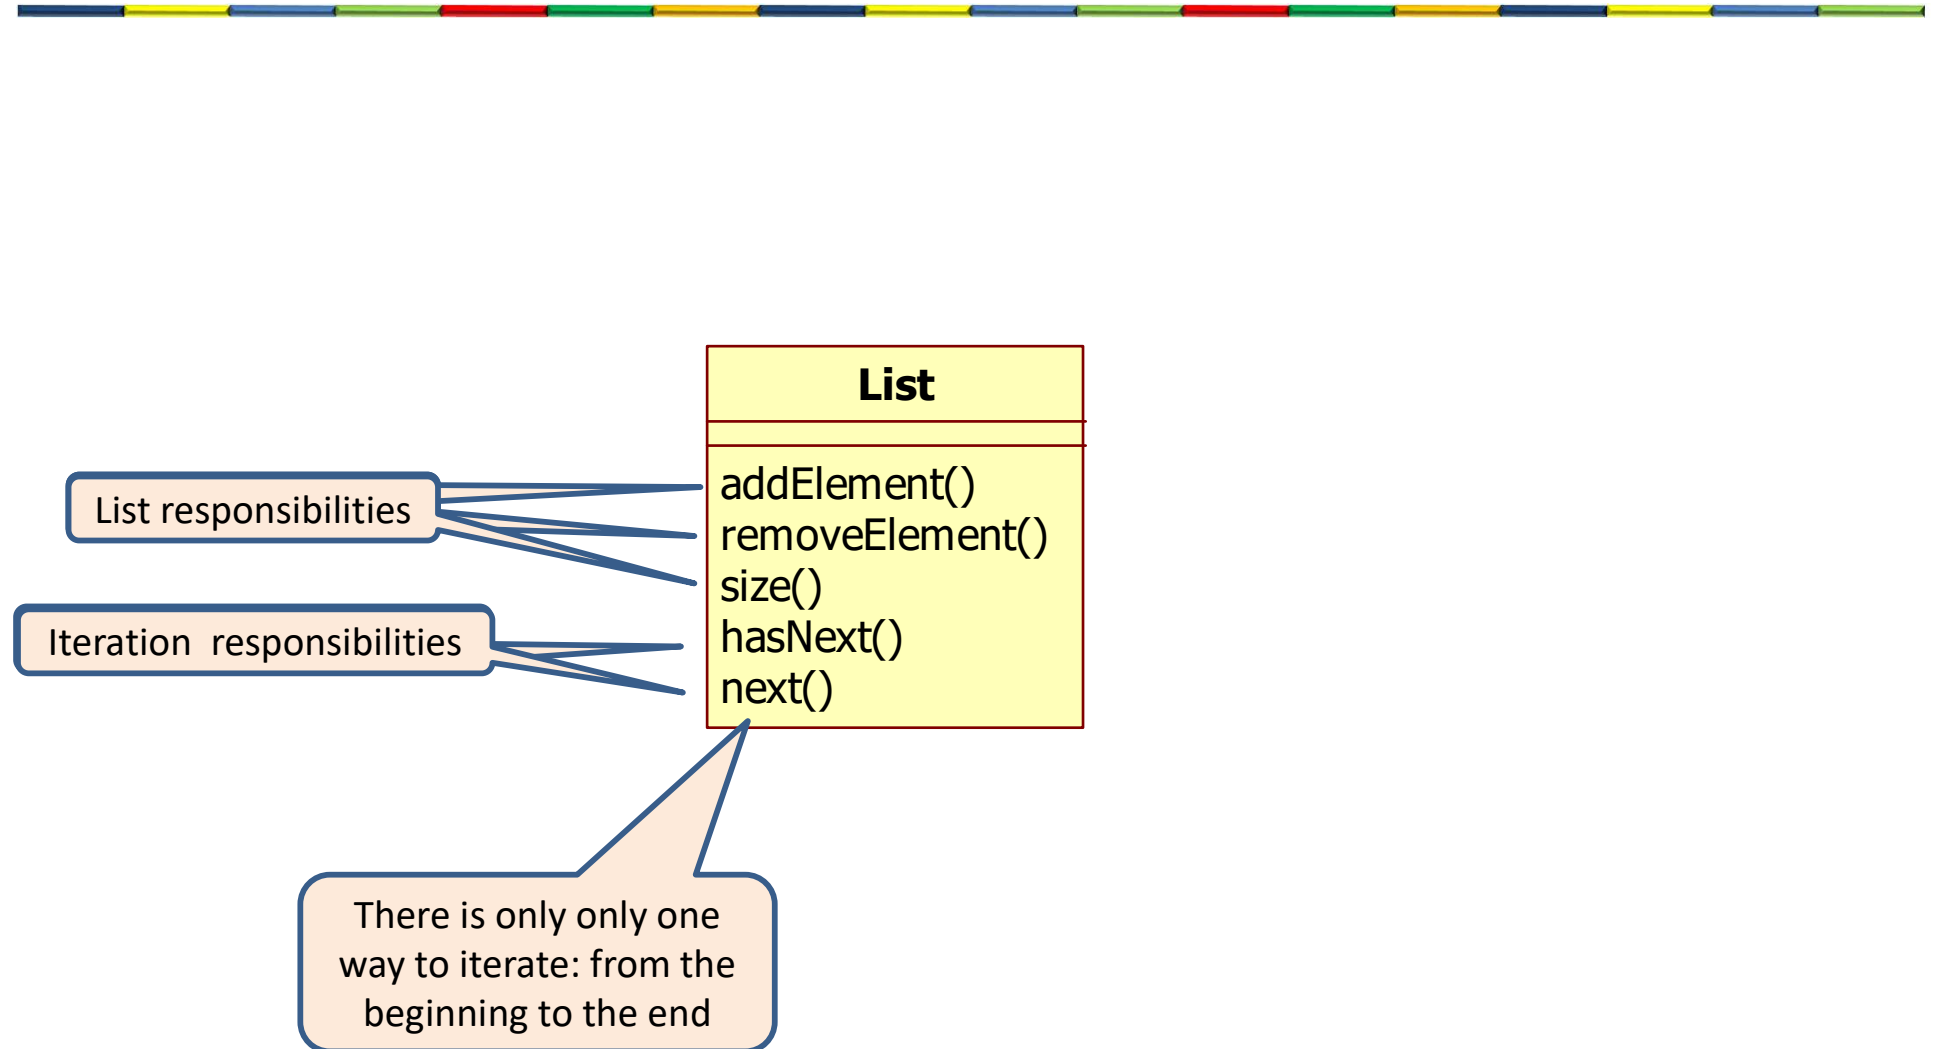 List
addElement()
removeElement()
size()
hasNext()
next()
List responsibilities
Iteration  responsibilities
There is only only one
way to iterate: from the
beginning to the end